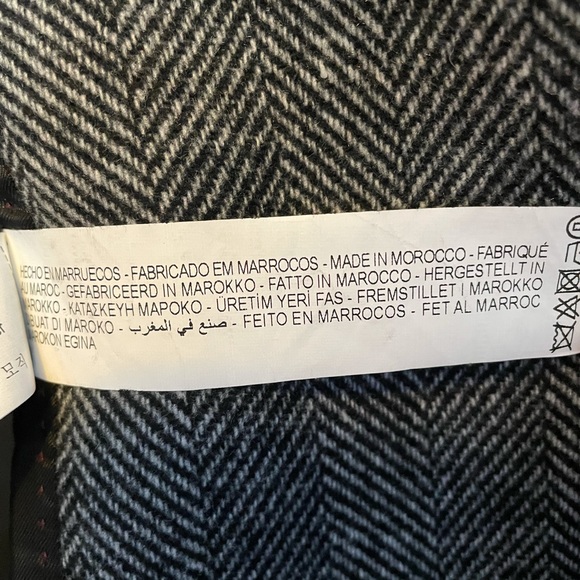 HECHO EN MARRUECOS - FABRICADO EM MARROCOS - MADE IN MOROCCO - FABRIQUÉ
AU MAROC - GEFABRICEERD IN MAROKKO - FATTO IN MAROCCO - HERGESTELLT IN
MAROKKO - ΚΑΤΑΣΚΕΥΗ ΜΑΡΟΚΟ - ÜRETİM YERİ FAS - FREMSTILLET I MAROKKO
BUAT DI MAROKO - صنع في المغرب - FEITO EN MARROCOS - FET AL MARROC
MAROKON EGINA